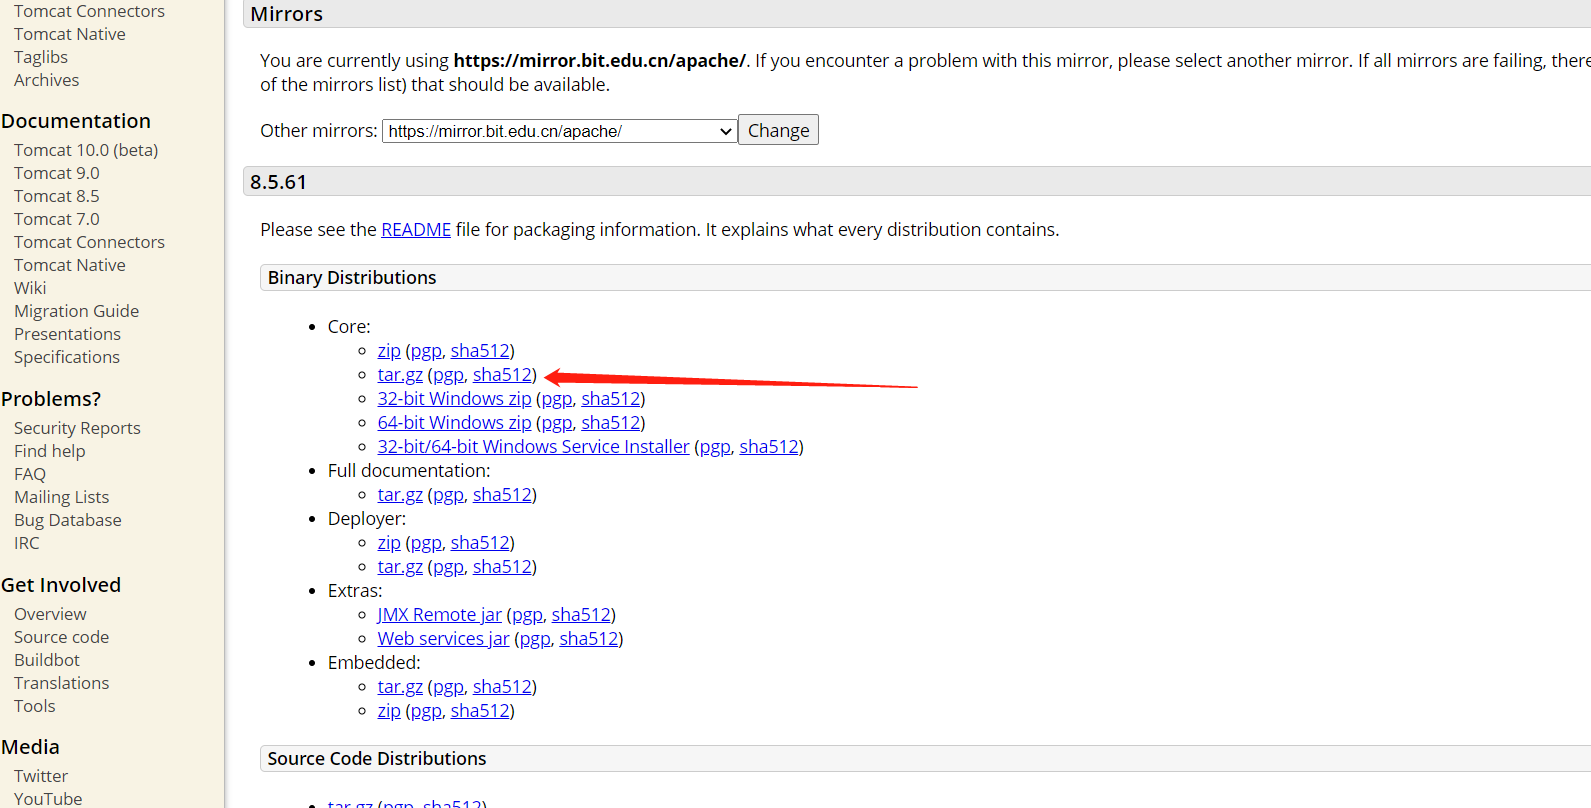 Tomcat Connectors
Tomcat Native
Taglibs
Archives
Documentation
Tomcat 10.0 (beta)
Tomcat 9.0
Tomcat 8.5
Tomcat 7.0
Tomcat Connectors
Tomcat Native
Wiki
Migration Guide
Presentations
Specifications
Problems?
Security Reports
Find help
FAQ
Mailing Lists
Bug Database
IRC
Get Involved
Overview
Source code
Buildbot
Translations
Tools
Media
Twitter
YouTube
Mirrors
You are currently using https://mirror.bit.edu.cn/apache/. If you encounter a problem with this mirror, please select another mirror. If all mirrors are failing, there
of the mirrors list) that should be available.
Other mirrors: https://mirror.bit.edu.cn/apache/ Change
8.5.61
Please see the README file for packaging information. It explains what every distribution contains.
Binary Distributions
• Core:
◦ zip (pgp, sha512)
◦ tar.gz (pgp, sha512)
◦ 32-bit Windows zip (pgp, sha512)
◦ 64-bit Windows zip (pgp, sha512)
◦ 32-bit/64-bit Windows Service Installer (pgp, sha512)
• Full documentation:
◦ tar.gz (pgp, sha512)
• Deployer:
◦ zip (pgp, sha512)
◦ tar.gz (pgp, sha512)
• Extras:
◦ JMX Remote jar (pgp, sha512)
◦ Web services jar (pgp, sha512)
• Embedded:
◦ tar.gz (pgp, sha512)
◦ zip (pgp, sha512)
Source Code Distributions
• tar.gz (pgp, sha512)